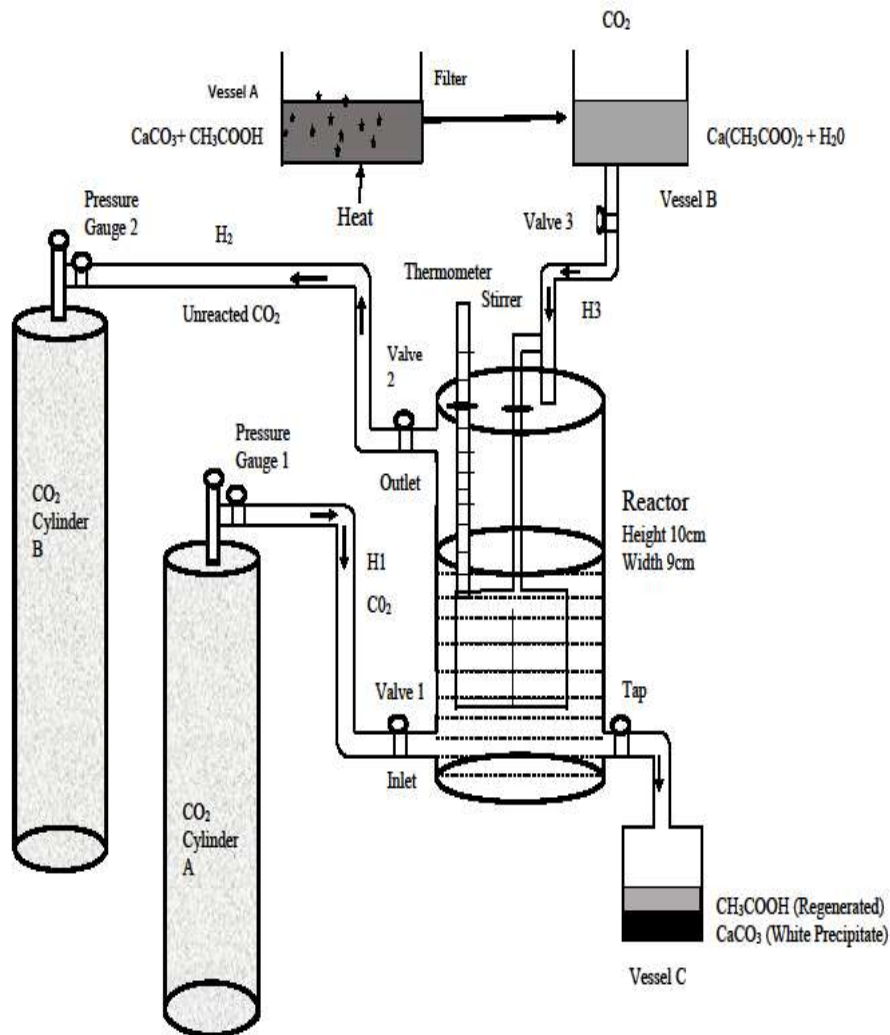 CO₂
Vessel A
Filter
CaCO₃+ CH₃COOH
Ca(CH₃COO)₂ + H₂0
Vessel B
Heat
Valve 3
Pressure
Gauge 2
H₂
Thermometer
Stirrer
H3
Unreacted CO₂
Valve
2
Pressure
Gauge 1
Outlet
CO₂
Cylinder
B
Reactor
Height 10cm
Width 9cm
H1
C0₂
Valve 1
Tap
Inlet
CO₂
Cylinder
A
CH₃COOH (Regenerated)
CaCO₃ (White Precipitate)
Vessel C